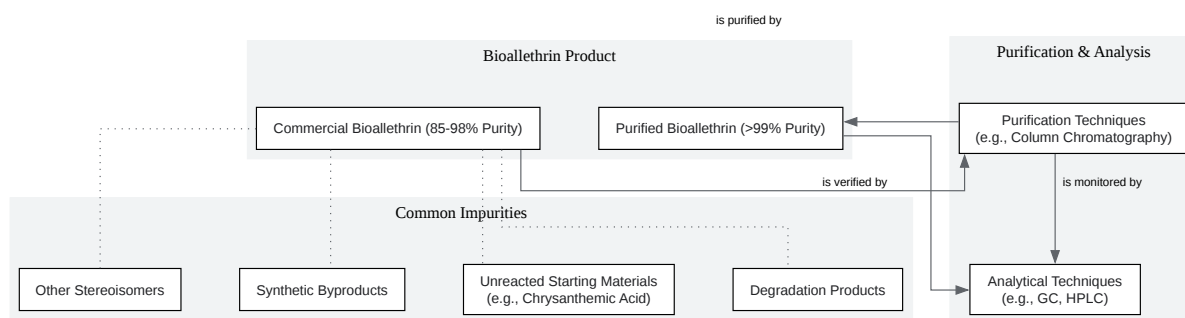 is purified by
Bioallethrin Product
Purification & Analysis
Commercial Bioallethrin (85-98% Purity)
Purified Bioallethrin (>99% Purity)
Purification Techniques
(e.g., Column Chromatography)
is verified by
is monitored by
Common Impurities
Other Stereoisomers
Synthetic Byproducts
Unreacted Starting Materials
(e.g., Chrysanthemic Acid)
Degradation Products
Analytical Techniques
(e.g., GC, HPLC)